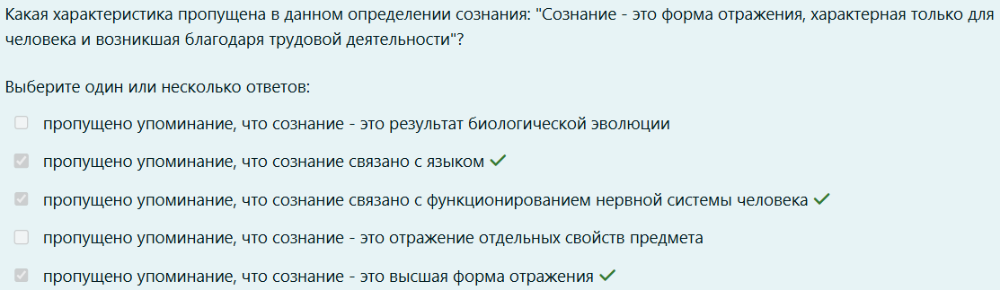 Какая характеристика пропущена в данном определении сознания: "Сознание - это форма отражения, характерная только для
человека и возникшая благодаря трудовой деятельности"?
Выберите один или несколько ответов:
пропущено упоминание, что сознание - это результат биологической эволюции
пропущено упоминание, что сознание связано с языком
пропущено упоминание, что сознание связано с функционированием нервной системы человека
пропущено упоминание, что сознание - это отражение отдельных свойств предмета
пропущено упоминание, что сознание - это высшая форма отражения